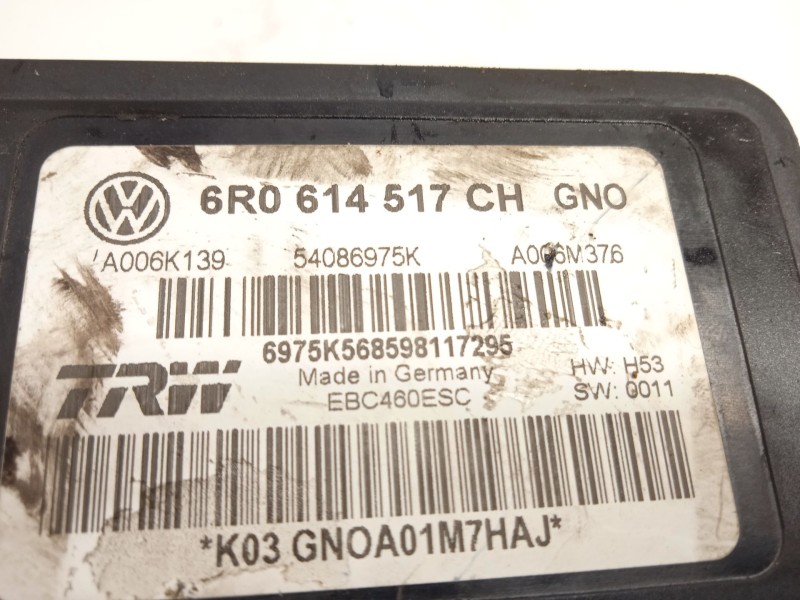 6R0 614 517 CH GNO
A006K139 54086975K A006M376
6975K568598117295
TRW Made in Germany HW: H53
EBC460ESC SW: 0011
*K03 GNOA01M7HAJ*